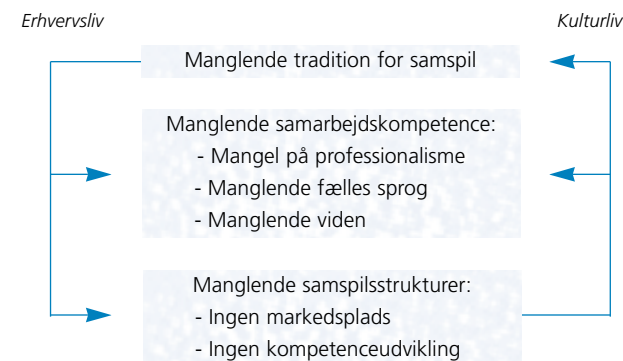 Erhvervsliv
Kulturliv
Manglende tradition for samspil
Manglende samarbejdskompetence:
- Mangel på professionalisme
- Manglende fælles sprog
- Manglende viden
Manglende samspilsstrukturer:
- Ingen markedsplads
- Ingen kompetenceudvikling